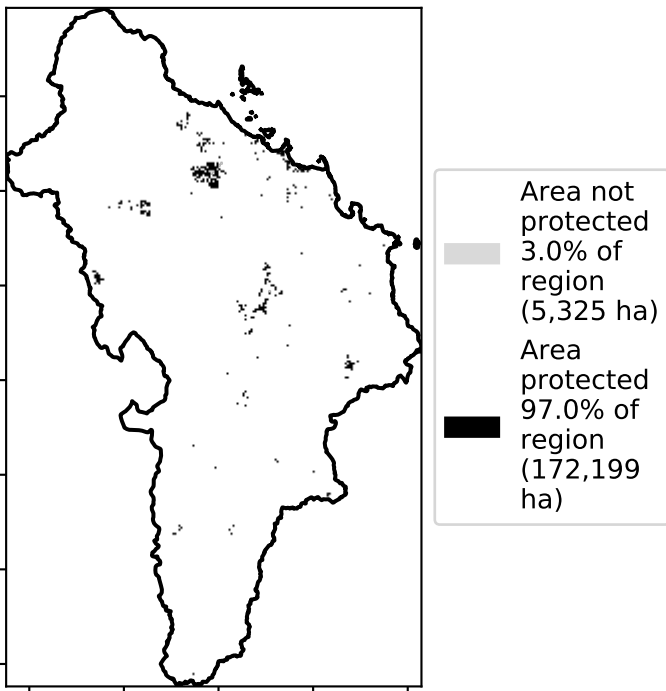 Area not
protected
3.0% of
region
(5,325 ha)
Area
protected
97.0% of
region
(172,199
ha)